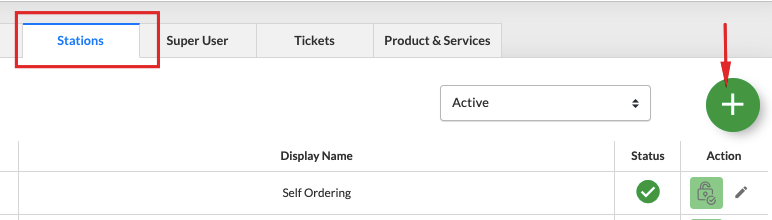 Stations Super User Tickets Product & Services
Active
Display Name Status Action
Self Ordering